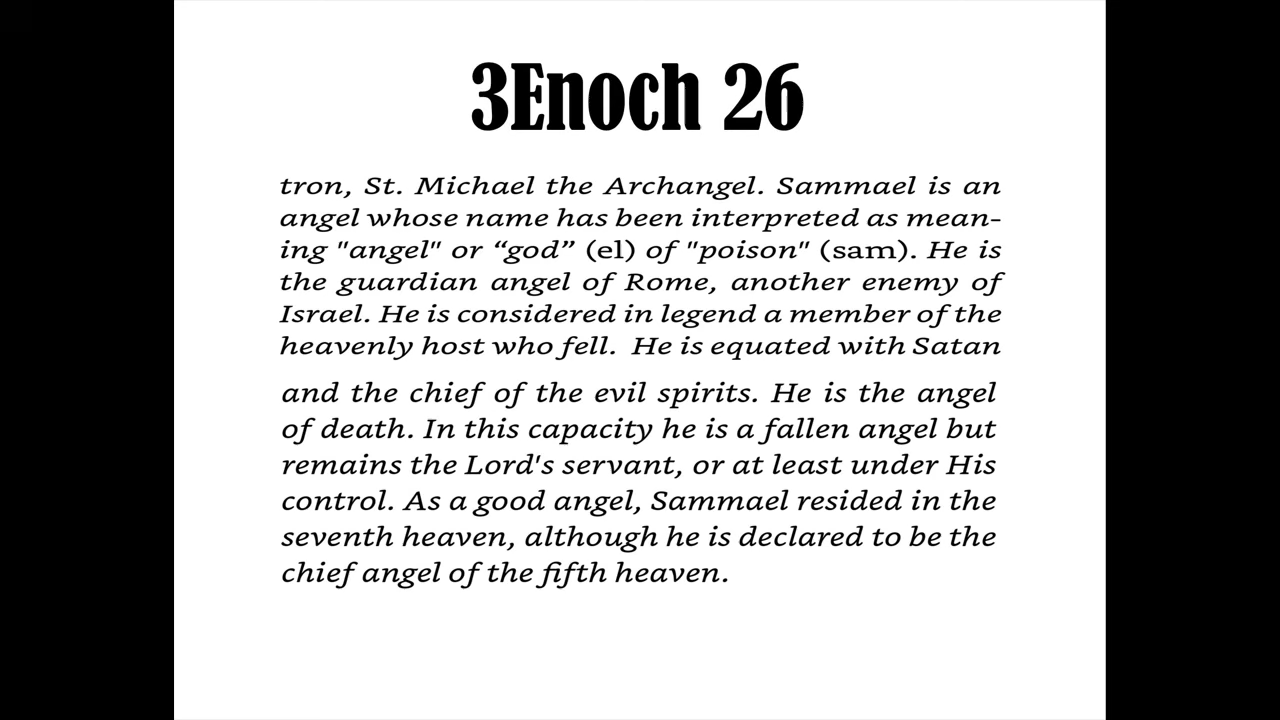 3Enoch 26
tron, St. Michael the Archangel. Sammael is an
angel whose name has been interpreted as mean-
ing "angel" or “god” (el) of "poison" (sam). He is
the guardian angel of Rome, another enemy of
Israel. He is considered in legend a member of the
heavenly host who fell.  He is equated with Satan
and the chief of the evil spirits. He is the angel
of death. In this capacity he is a fallen angel but
remains the Lord's servant, or at least under His
control. As a good angel, Sammael resided in the
seventh heaven, although he is declared to be the
chief angel of the fifth heaven.